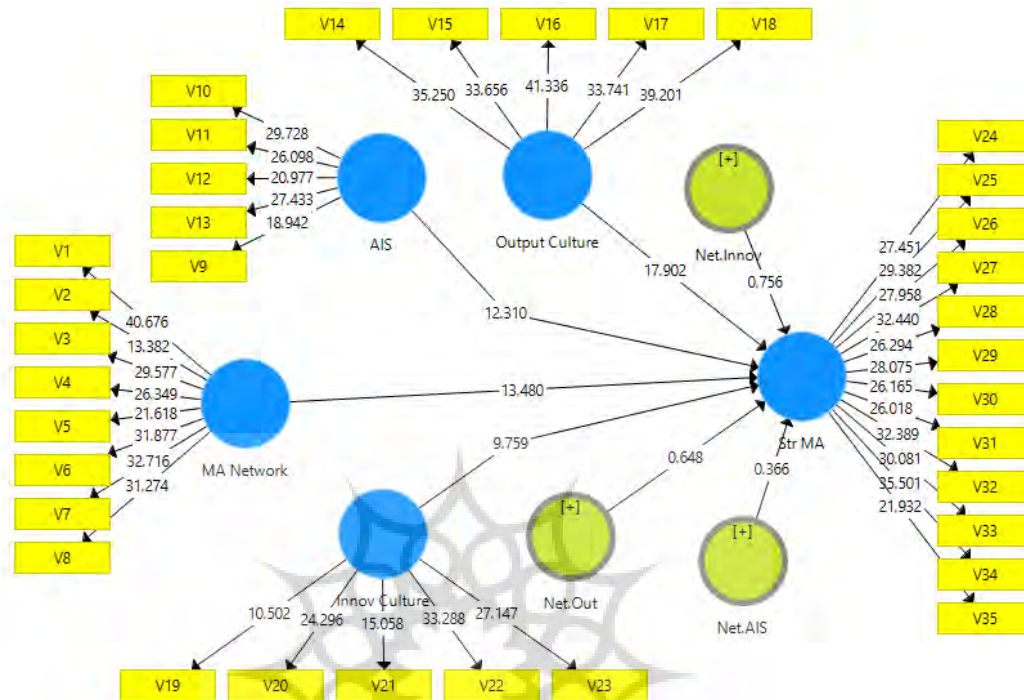 V14 V15 V16 V17 V18
35.250 33.656 41.336 33.741 39.201
V10
V11
V12
V13
V9
29.728
26.098
20.977
27.433
18.942
AIS
Output Culture
[+]
Net.Innov
V24
V25
V26
V27
V28
V29
V30
V31
V32
V33
V34
V35
27.451
29.382
27.958
32.440
26.294
28.075
26.165
26.018
32.389
30.081
35.501
21.932
Str MA
17.902
0.756
12.310
13.480
9.759
0.648
0.366
V1
V2
V3
V4
V5
V6
V7
V8
40.676
13.382
29.577
26.349
21.618
31.877
32.716
31.274
MA Network
Innov Culture
[+]
Net.Out
[+]
Net.AIS
10.502 24.296 15.058 33.288 27.147
V19 V20 V21 V22 V23